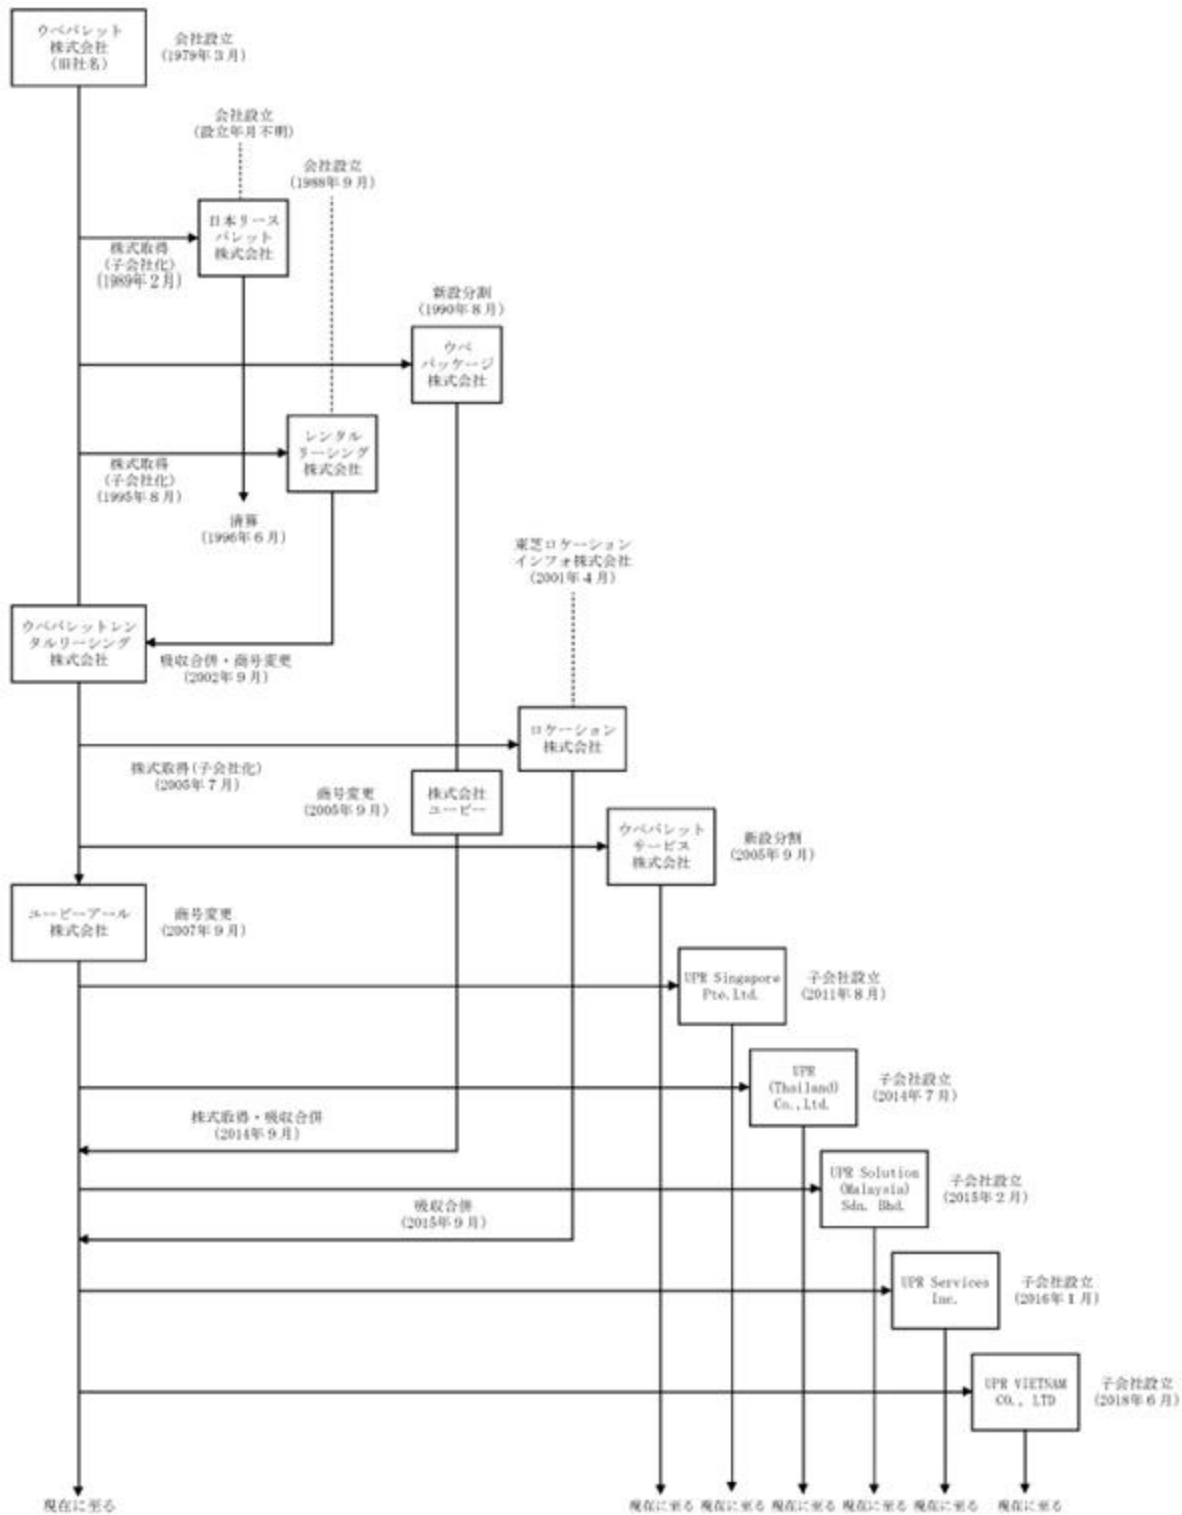 ウベパレット
株式会社
(旧社名)
会社設立
(1979年3月)
会社設立
(設立年月不明)
会社設立
(1988年9月)
日本リース
パレット
株式会社
株式取得
(子会社化)
(1989年2月)
新設分割
(1990年8月)
ウベ
パッケージ
株式会社
レンタル
リーシング
株式会社
株式取得
(子会社化)
(1995年8月)
清算
(1996年6月)
東芝ロケーション
インフォ株式会社
(2001年4月)
ウベパレットレン
タルリーシング
株式会社
吸収合併・商号変更
(2002年9月)
ロケーション
株式会社
株式取得(子会社化)
(2005年7月)
商号変更
(2005年9月)
株式会社
ユーピー
ウベパレット
サービス
株式会社
新設分割
(2005年9月)
ユーピーアール
株式会社
商号変更
(2007年9月)
UPR Singapore
Pte.Ltd.
子会社設立
(2011年8月)
UPR
(Thailand)
Co.,Ltd.
子会社設立
(2014年7月)
株式取得・吸収合併
(2014年9月)
UPR Solution
(Malaysia)
Sdn. Bhd.
子会社設立
(2015年2月)
吸収合併
(2015年9月)
UPR Services
Inc.
子会社設立
(2016年1月)
UPR VIETNAM
CO., LTD
子会社設立
(2018年6月)
現在に至る
現在に至る
現在に至る
現在に至る
現在に至る
現在に至る
現在に至る